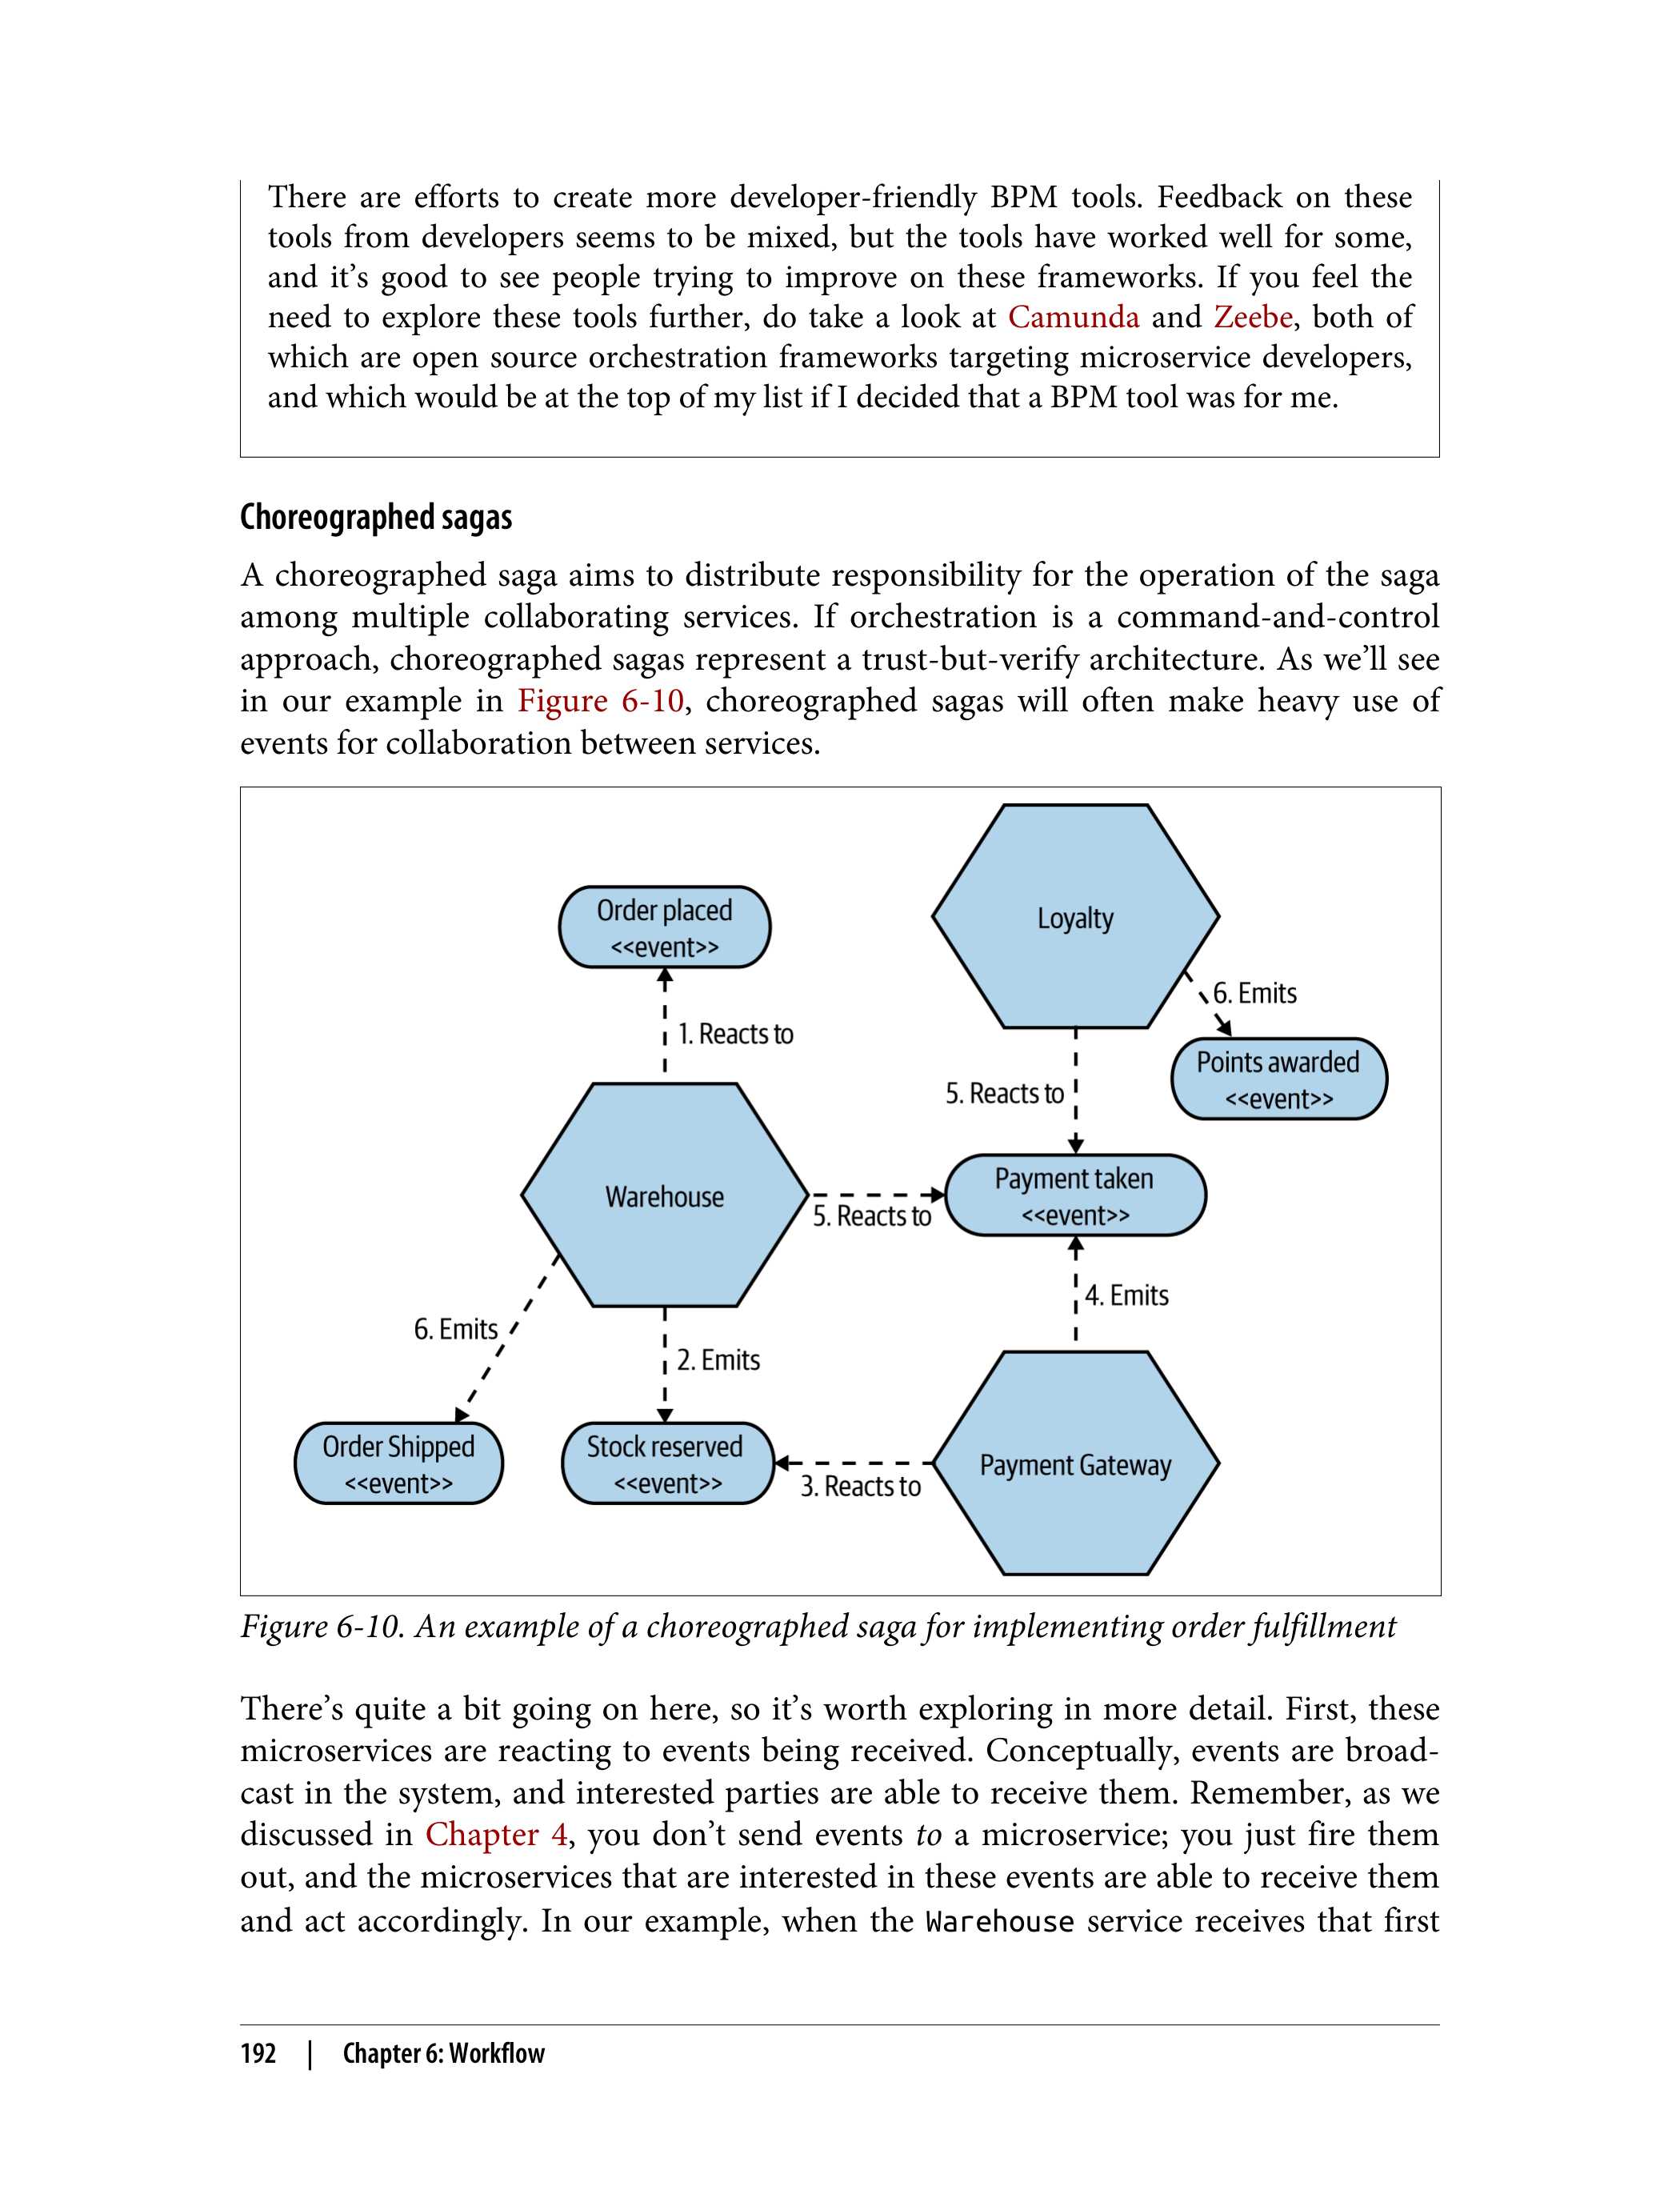 There are efforts to create more developer-friendly BPM tools. Feedback on these
tools from developers seems to be mixed, but the tools have worked well for some,
and it’s good to see people trying to improve on these frameworks. If you feel the
need to explore these tools further, do take a look at Camunda and Zeebe, both of
which are open source orchestration frameworks targeting microservice developers,
and which would be at the top of my list if I decided that a BPM tool was for me.
Choreographed sagas
A choreographed saga aims to distribute responsibility for the operation of the saga
among multiple collaborating services. If orchestration is a command-and-control
approach, choreographed sagas represent a trust-but-verify architecture. As we’ll see
in our example in Figure 6-10, choreographed sagas will often make heavy use of
events for collaboration between services.
Order placed
<<event>>
Loyalty
6. Emits
1. Reacts to
Points awarded
<<event>>
5. Reacts to
Warehouse
Payment taken
<<event>>
5. Reacts to
4. Emits
6. Emits
2. Emits
Order Shipped
<<event>>
Stock reserved
<<event>>
3. Reacts to
Payment Gateway
Figure 6-10. An example of a choreographed saga for implementing order fulfillment
There’s quite a bit going on here, so it’s worth exploring in more detail. First, these
microservices are reacting to events being received. Conceptually, events are broad-
cast in the system, and interested parties are able to receive them. Remember, as we
discussed in Chapter 4, you don’t send events to a microservice; you just fire them
out, and the microservices that are interested in these events are able to receive them
and act accordingly. In our example, when the Warehouse service receives that first
192 | Chapter 6: Workflow